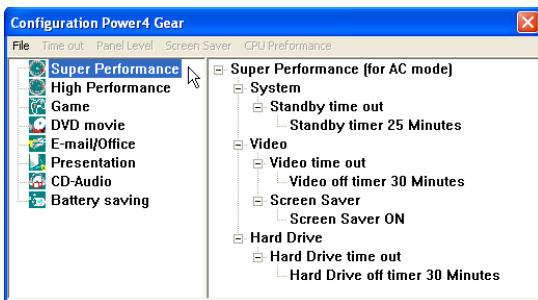 Configuration Power4 Gear
File Time out Panel Level Screen Saver CPU Preformance
Super Performance
High Performance
Game
DVD movie
E-mail/Office
Presentation
CD-Audio
Battery saving
Super Performance (for AC mode)
System
Standby time out
Standby timer 25 Minutes
Video
Video time out
Video off timer 30 Minutes
Screen Saver
Screen Saver ON
Hard Drive
Hard Drive time out
Hard Drive off timer 30 Minutes